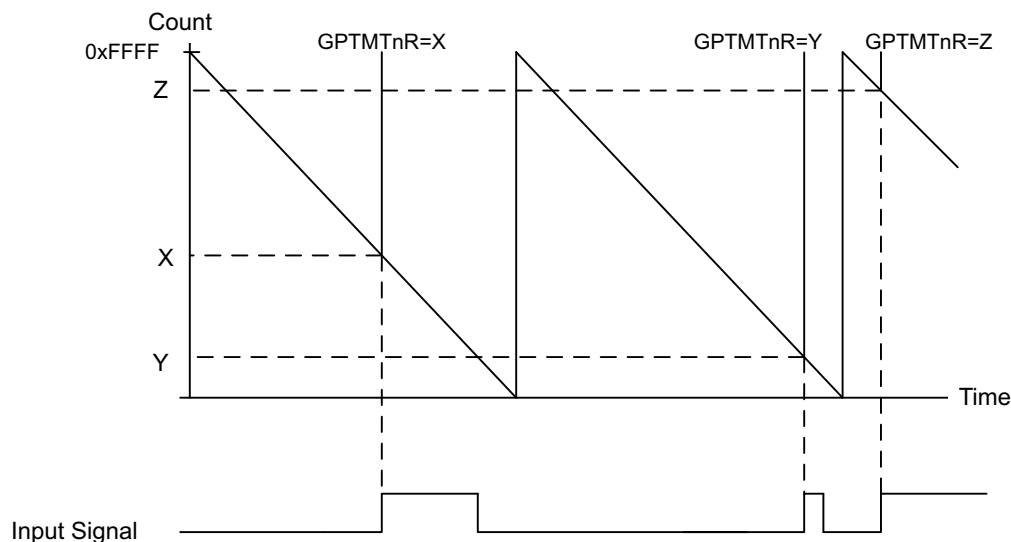 Count
0xFFFF
GPTMTnR=X
GPTMTnR=Y
GPTMTnR=Z
Z
X
Y
Time
Input Signal